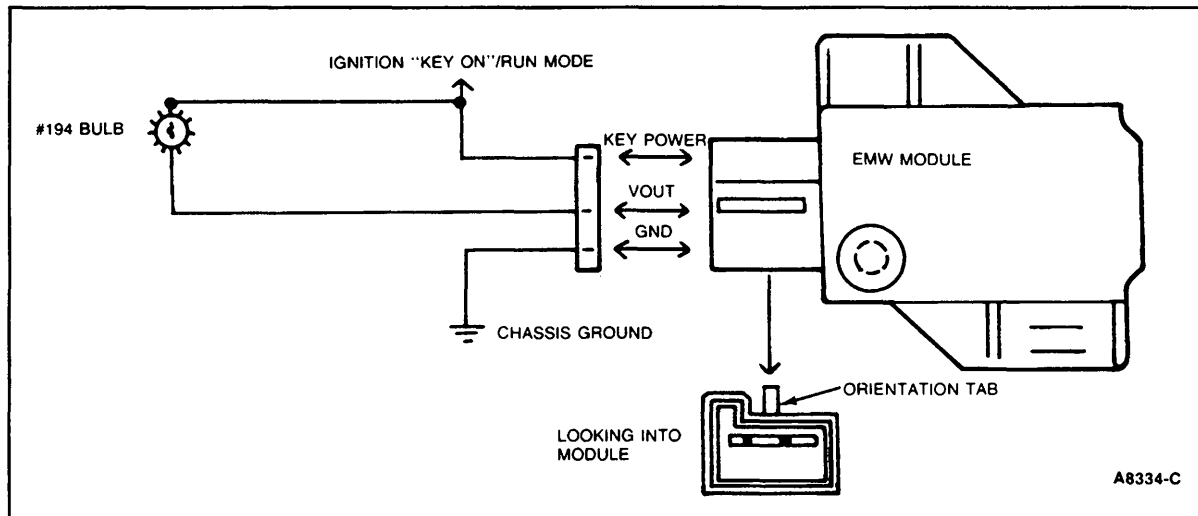 IGNITION "KEY ON"/RUN MODE
#194 BULB
KEY POWER
EMW MODULE
VOUT
GND
CHASSIS GROUND
ORIENTATION TAB
LOOKING INTO
MODULE
A8334-C